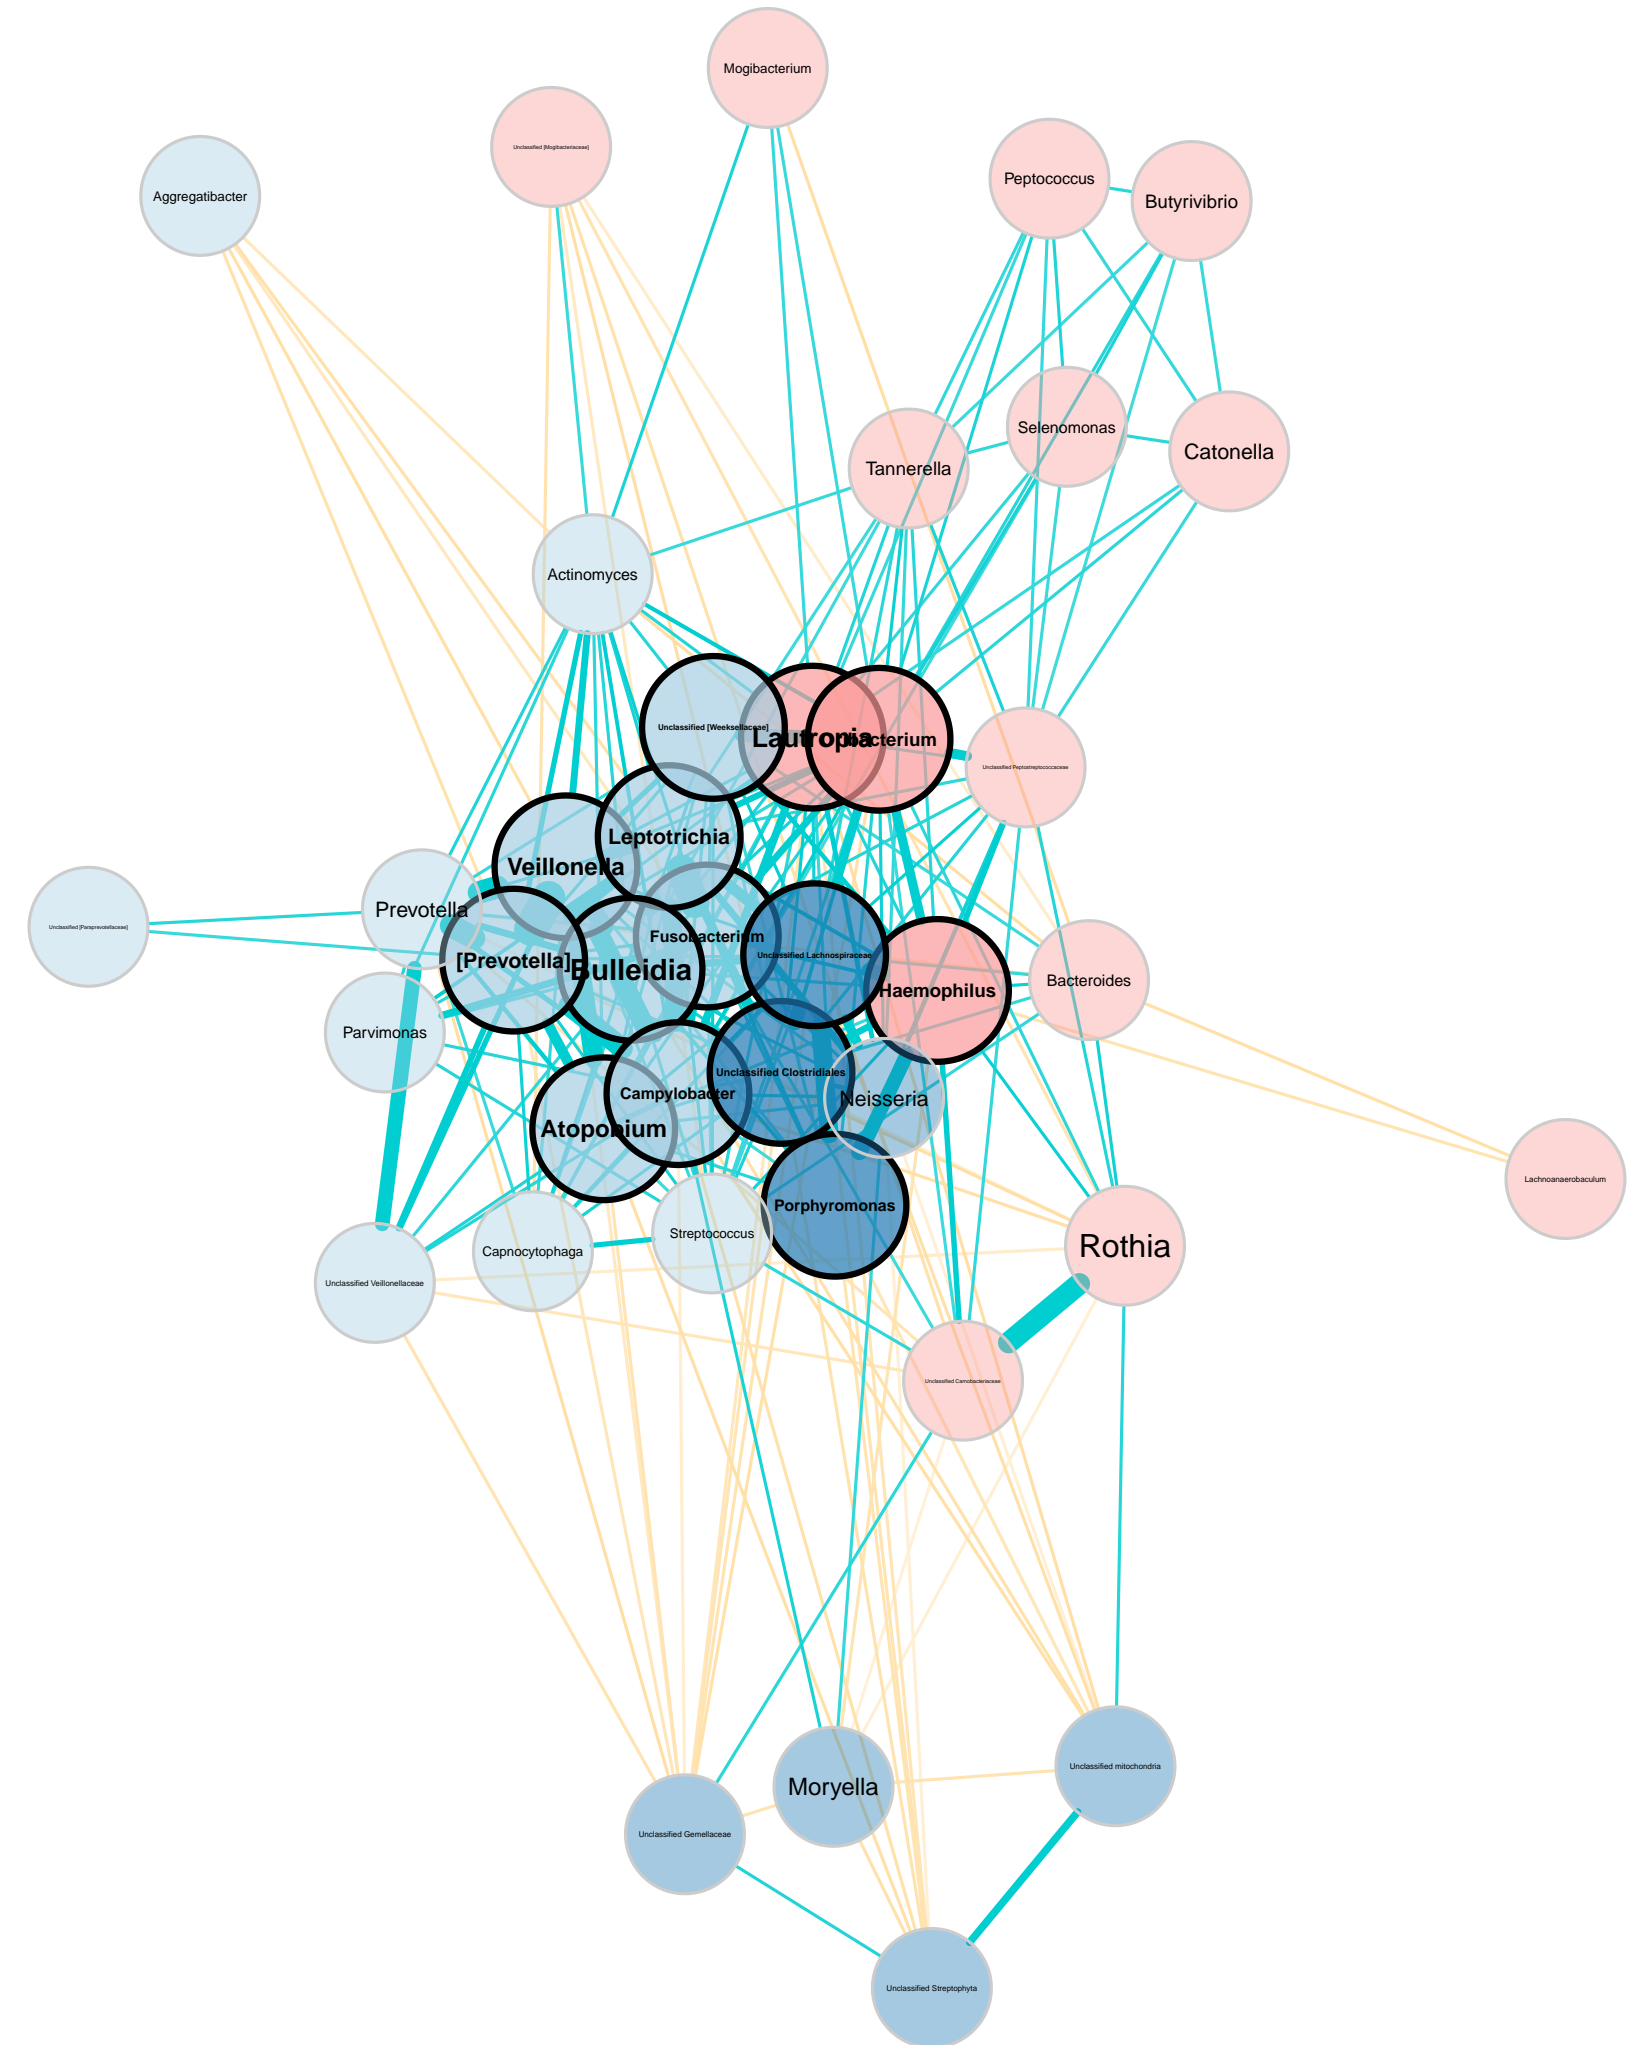 Mogibacterium
Unclassified [Mogibacteriaceae]
Peptococcus
Aggregatibacter
Butyrivibrio
Selenomonas
Catonella
Tannerella
Actinomyces
Unclassified [Weeksellaceae]
Lautropia
bacterium
Unclassified Peptostreptococcaceae
Leptotrichia
Veillonella
Prevotella
Unclassified [Paraprevotellaceae]
Fusobacterium
Unclassified Lachnospiraceae
[Prevotella]
Bulleidia
Haemophilus
Bacteroides
Parvimonas
Unclassified Clostridiales
Campylobacter
Neisseria
Atopobium
Lachnoanaerobaculum
Porphyromonas
Streptococcus
Capnocytophaga
Rothia
Unclassified Veillonellaceae
Unclassified Carnobacteriaceae
Unclassified mitochondria
Moryella
Unclassified Gemellaceae
Unclassified Streptophyta